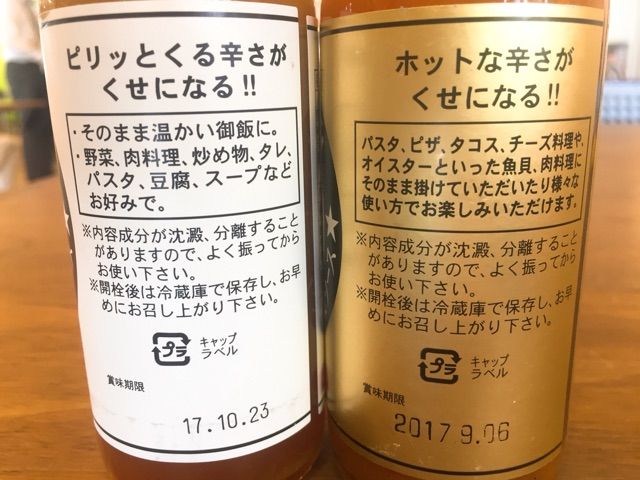 ピリッとくる辛さが
くせになる!!
・そのまま温かい御飯に。
・野菜、肉料理、炒め物、タレ、
パスタ、豆腐、スープなど
お好みで。
※内容成分が沈澱、分離すること
がありますので、よく振ってから
お使い下さい。
※開栓後は冷蔵庫で保存し、お早
めにお召し上がり下さい。
プラ
キャップ
ラベル
賞味期限
17.10.23
ホットな辛さが
くせになる!!
パスタ、ピザ、タコス、チーズ料理や、
オイスターといった魚貝、肉料理に
そのまま掛けていただいたり様々な
使い方でお楽しみいただけます。
※内容成分が沈澱、分離すること
がありますので、よく振ってから
お使い下さい。
※開栓後は冷蔵庫で保存し、お早
めにお召し上がり下さい。
プラ
キャップ
ラベル
賞味期限
2017.9.06